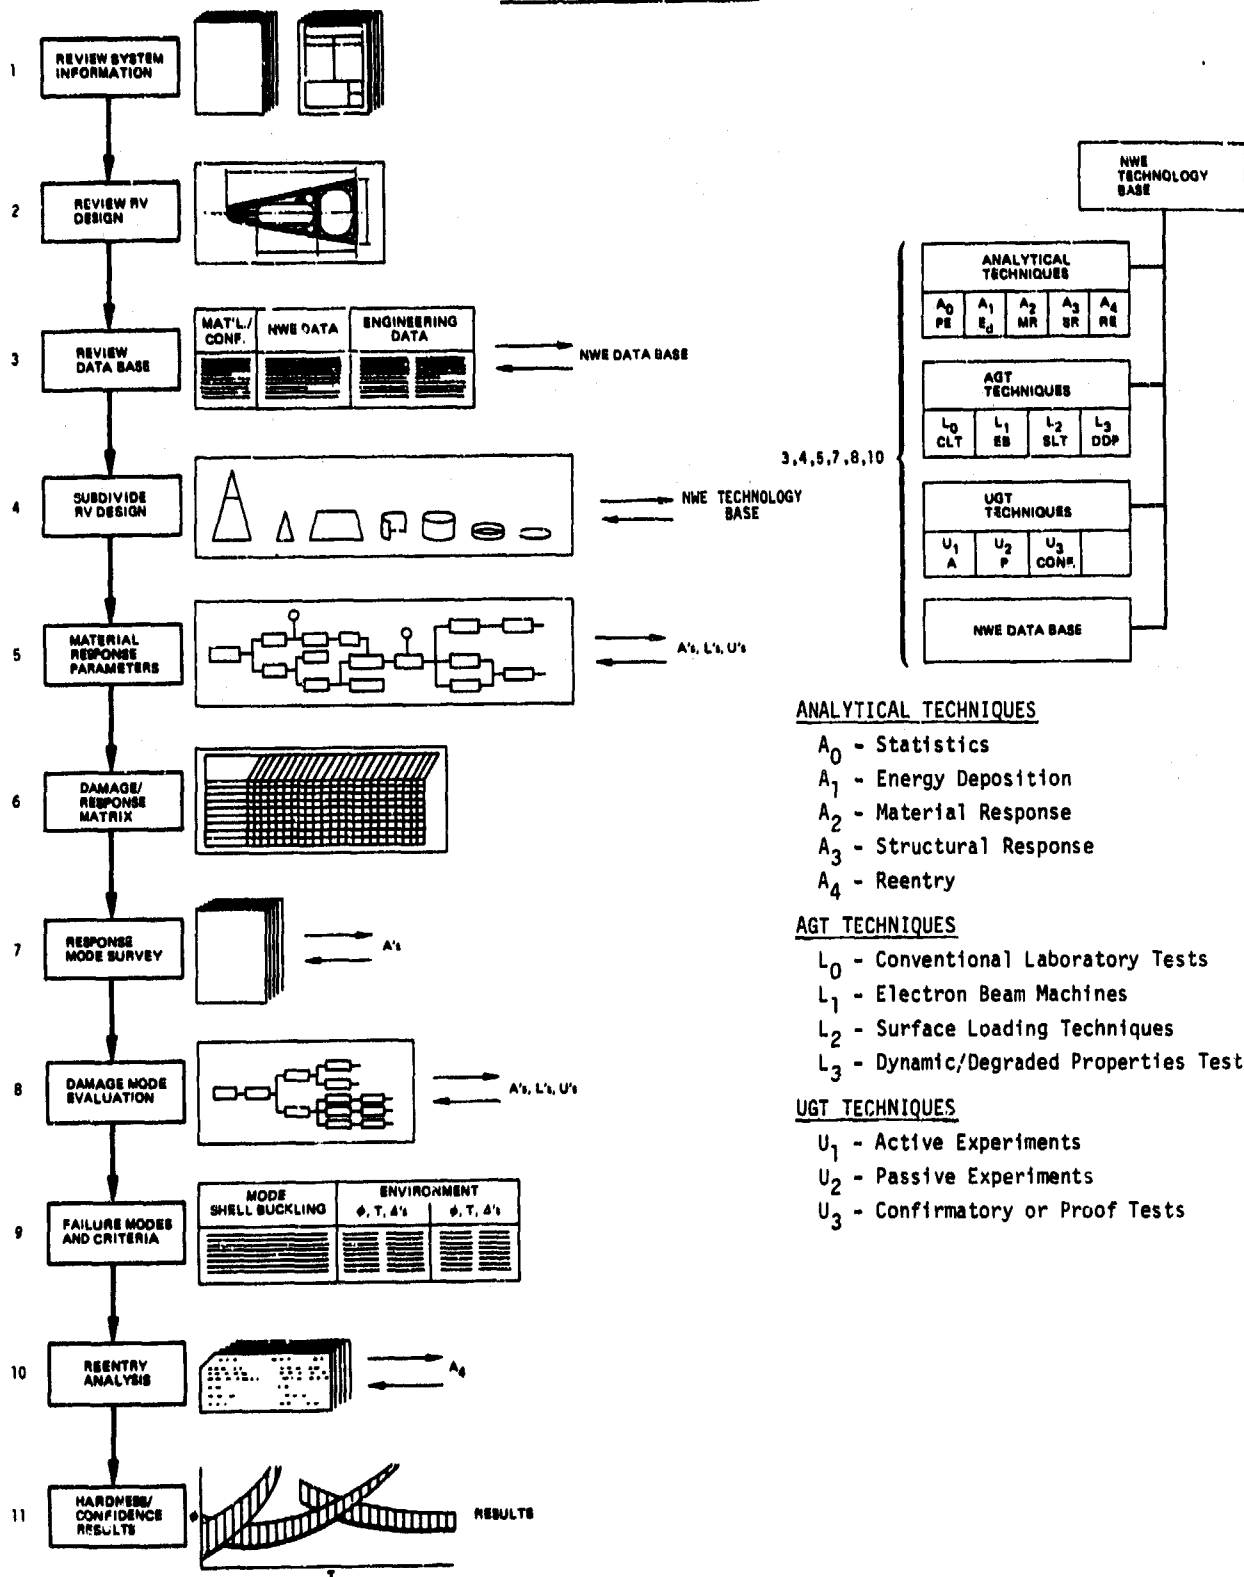 1
REVIEW SYSTEM
INFORMATION
2
REVIEW RV
DESIGN
3
REVIEW
DATA BASE
MAT'L./
CONF.
NWE DATA
ENGINEERING
DATA
NWE DATA BASE
4
SUBDIVIDE
RV DESIGN
NWE TECHNOLOGY
BASE
5
MATERIAL
RESPONSE
PARAMETERS
A's, L's, U's
6
DAMAGE/
RESPONSE
MATRIX
7
RESPONSE
MODE SURVEY
A's
8
DAMAGE MODE
EVALUATION
A's, L's, U's
9
FAILURE MODES
AND CRITERIA
MODE
SHELL BUCKLING
ENVIRONMENT
ϕ, T, Δ's
ϕ, T, Δ's
10
REENTRY
ANALYSIS
A4
11
HARDNESS/
CONFIDENCE
RESULTS
ϕ
T
RESULTS
NWE
TECHNOLOGY
BASE
3,4,5,7,8,10
ANALYTICAL
TECHNIQUES
A0 A1 A2 A3 A4
PE Ed MR SR RE
AGT
TECHNIQUES
L0 L1 L2 L3
CLT EB SLT DDP
UGT
TECHNIQUES
U1 U2 U3
A P CONF.
NWE DATA BASE
ANALYTICAL TECHNIQUES
A0 - Statistics
A1 - Energy Deposition
A2 - Material Response
A3 - Structural Response
A4 - Reentry
AGT TECHNIQUES
L0 - Conventional Laboratory Tests
L1 - Electron Beam Machines
L2 - Surface Loading Techniques
L3 - Dynamic/Degraded Properties Test
UGT TECHNIQUES
U1 - Active Experiments
U2 - Passive Experiments
U3 - Confirmatory or Proof Tests